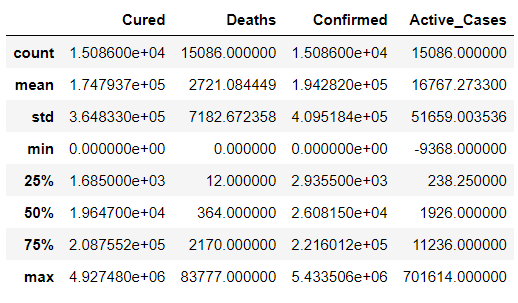 Cured Deaths Confirmed Active_Cases
count 1.508600e+04 15086.000000 1.508600e+04 15086.000000
mean 1.747937e+05 2721.084449 1.942820e+05 16767.273300
std 3.648330e+05 7182.672358 4.095184e+05 51659.003536
min 0.000000e+00 0.000000 0.000000e+00 -9368.000000
25% 1.685000e+03 12.000000 2.935500e+03 238.250000
50% 1.964700e+04 364.000000 2.608150e+04 1926.000000
75% 2.087552e+05 2170.000000 2.216012e+05 11236.000000
max 4.927480e+06 83777.000000 5.433506e+06 701614.000000